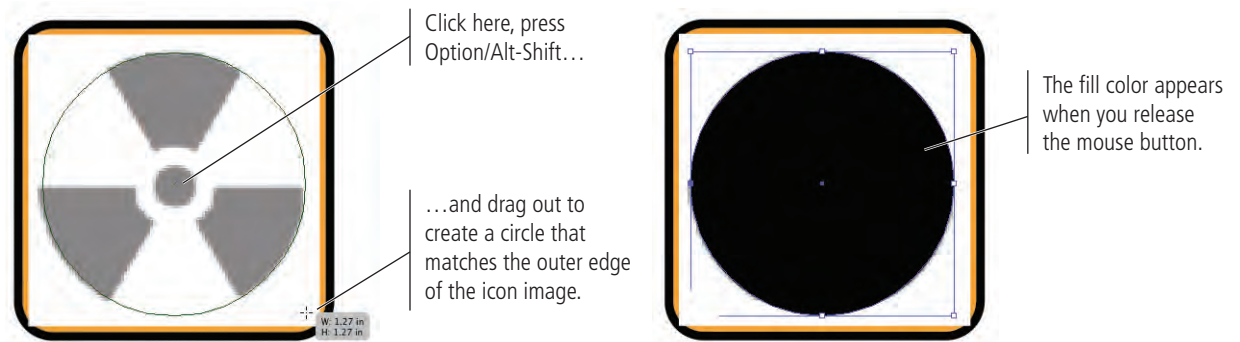 Click here, press
Option/Alt-Shift…
…and drag out to
create a circle that
matches the outer edge
of the icon image.
W: 1.27 in
H: 1.27 in
The fill color appears
when you release
the mouse button.